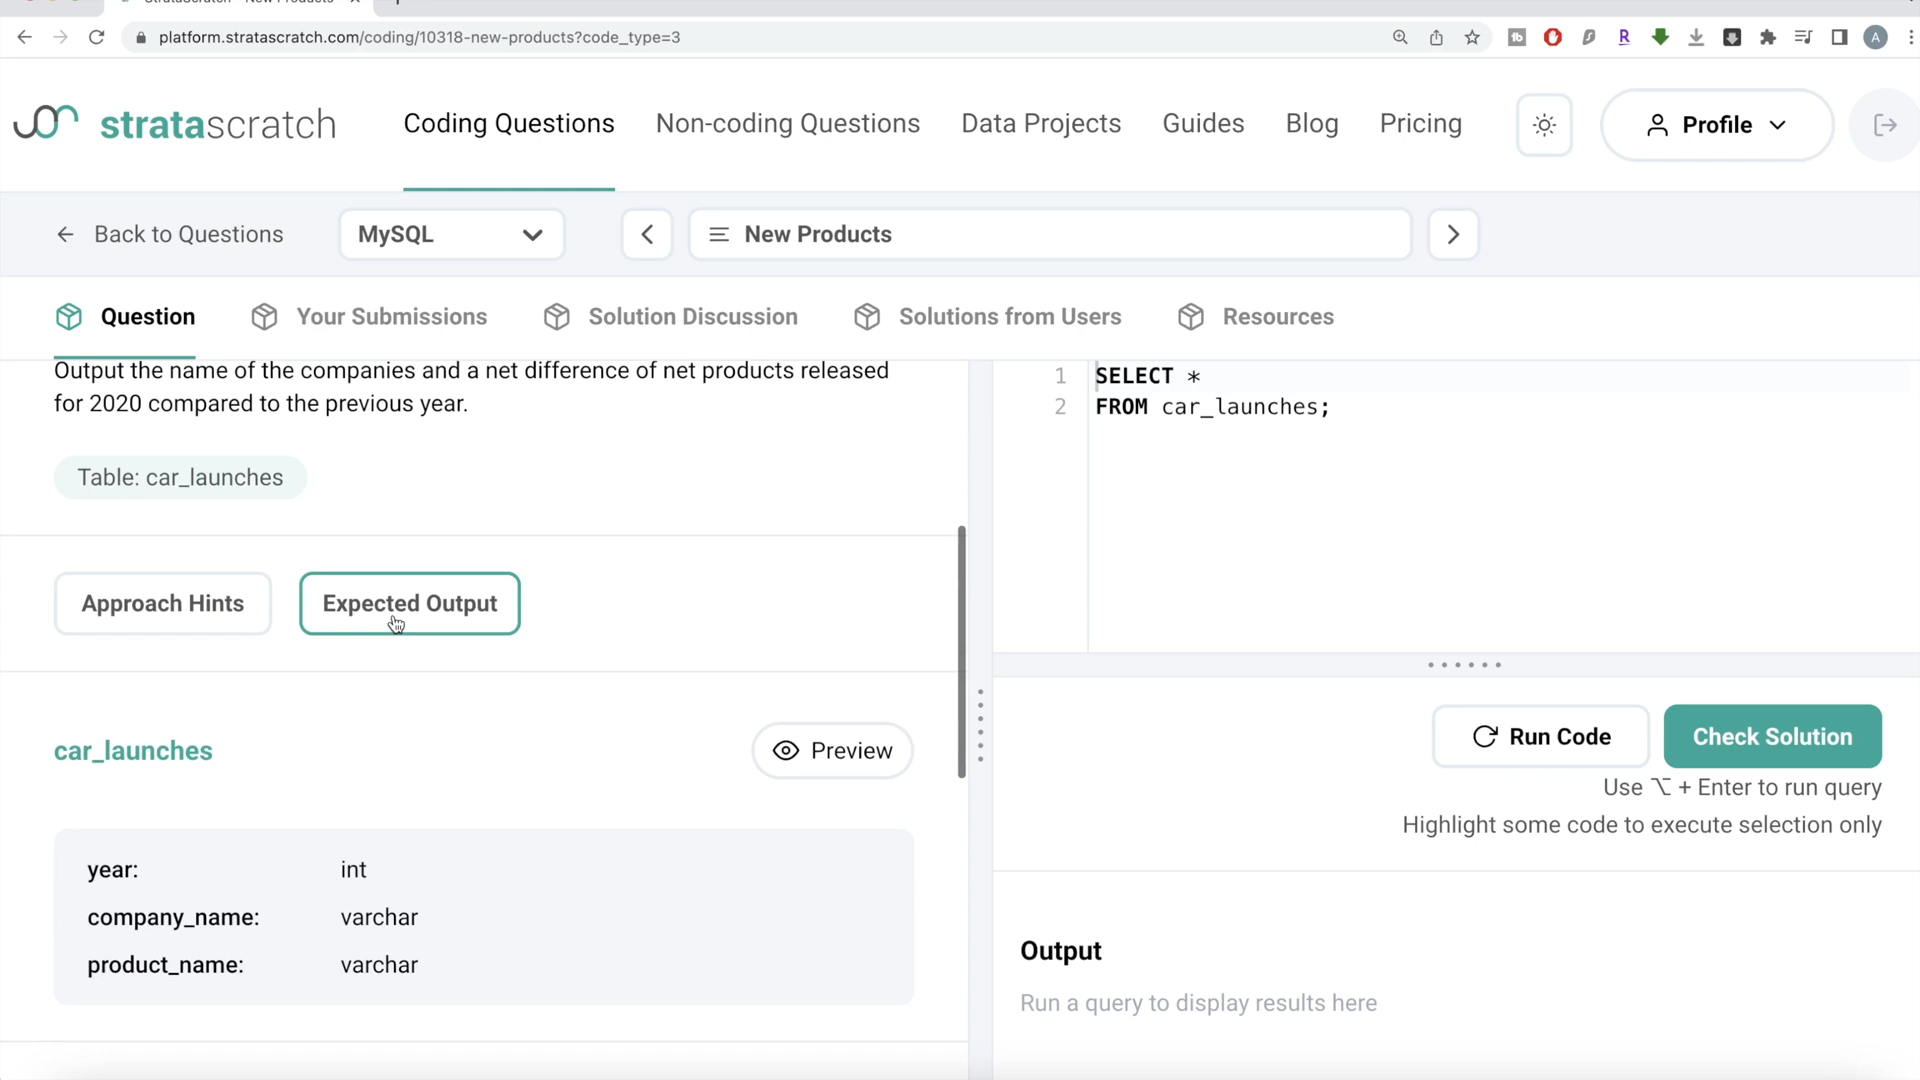 StrataScratch - New Products
platform.stratascratch.com/coding/10318-new-products?code_type=3
A
stratascratch
Coding Questions
Non-coding Questions
Data Projects
Guides
Blog
Pricing
Profile
Back to Questions
MySQL
New Products
Question
Your Submissions
Solution Discussion
Solutions from Users
Resources
Output the name of the companies and a net difference of net products released
for 2020 compared to the previous year.
Table: car_launches
Approach Hints
Expected Output
car_launches
Preview
year: int
company_name: varchar
product_name: varchar
1 SELECT *
2 FROM car_launches;
Run Code
Check Solution
Use ⌥ + Enter to run query
Highlight some code to execute selection only
Output
Run a query to display results here